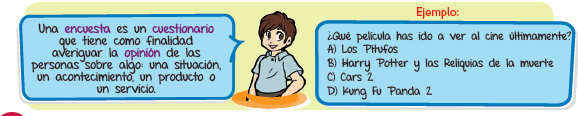 Una encuesta es un cuestionario
que tiene como finalidad
averiguar la opinión de las
personas sobre algo: una situación,
un acontecimiento, un producto o
un servicio.
Ejemplo:
¿Qué película has ido a ver al cine últimamente?
A) Los Pitufos
B) Harry Potter y las Reliquias de la muerte
C) Cars 2
D) Kung Fu Panda 2